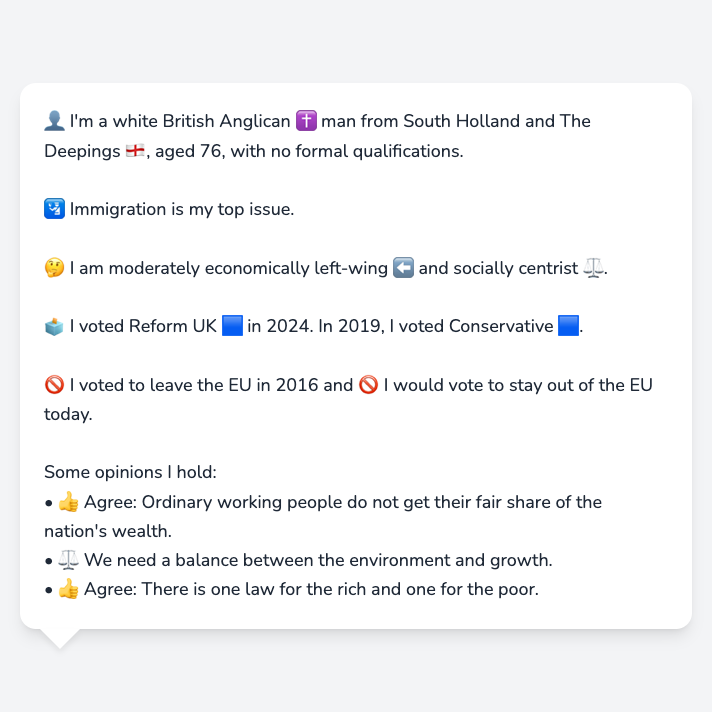 👤 I'm a white British Anglican ✝️ man from South Holland and The
Deepings 🏴󠁧󠁢󠁥󠁮󠁧󠁿, aged 76, with no formal qualifications.
🛂 Immigration is my top issue.
🤔 I am moderately economically left-wing ⬅️ and socially centrist ⚖️.
🗳️ I voted Reform UK 🟦 in 2024. In 2019, I voted Conservative 🟦.
🚫 I voted to leave the EU in 2016 and 🚫 I would vote to stay out of the EU
today.
Some opinions I hold:
• 👍 Agree: Ordinary working people do not get their fair share of the
nation's wealth.
• ⚖️ We need a balance between the environment and growth.
• 👍 Agree: There is one law for the rich and one for the poor.